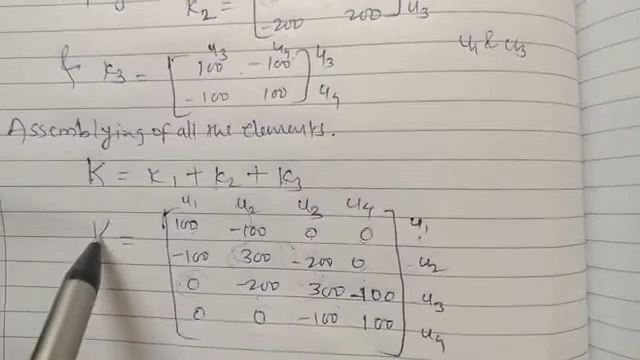 K2 =
-200 200 u3
u1 & u3
u3 u4
& K3 = 100 -100 u3
-100 100 u4
Assemblying of all the elements.
K = K1 + K2 + K3
u1 u2 u3 u4
K = 100 -100 0 0 u1
-100 300 -200 0 u2
0 -200 300 -100 u3
0 0 -100 100 u4